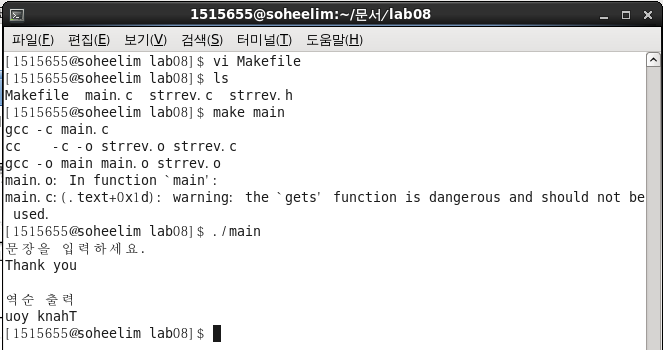 1515655@soheelim:~/문서/lab08
파일(F) 편집(E) 보기(V) 검색(S) 터미널(T) 도움말(H)
[1515655@soheelim lab08]$ vi Makefile
[1515655@soheelim lab08]$ ls
Makefile  main.c  strrev.c  strrev.h
[1515655@soheelim lab08]$ make main
gcc -c main.c
cc    -c -o strrev.o strrev.c
gcc -o main main.o strrev.o
main.o: In function `main':
main.c:(.text+0x1d): warning: the `gets' function is dangerous and should not be
 used.
[1515655@soheelim lab08]$ ./main
문장을 입력하세요.
Thank you
역순 출력
uoy knahT
[1515655@soheelim lab08]$